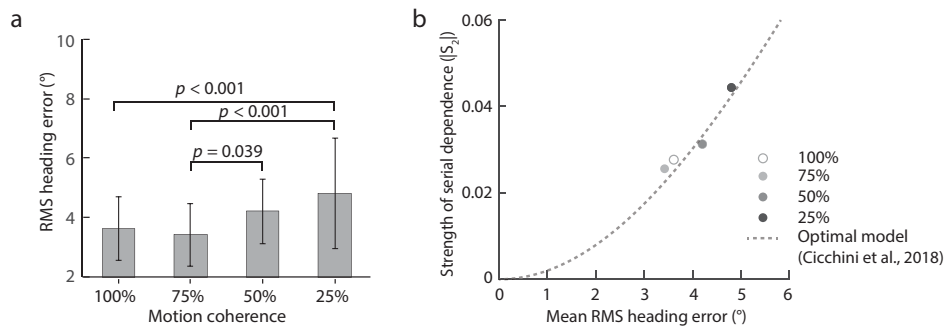 a
10
8
6
4
2
RMS heading error (°)
p < 0.001
p < 0.001
p = 0.039
100%
75%
50%
25%
Motion coherence
b
0.06
0.04
0.02
0
Strength of serial dependence (|S₂|)
0
1
2
3
4
5
6
Mean RMS heading error (°)
100%
75%
50%
25%
Optimal model
(Cicchini et al., 2018)